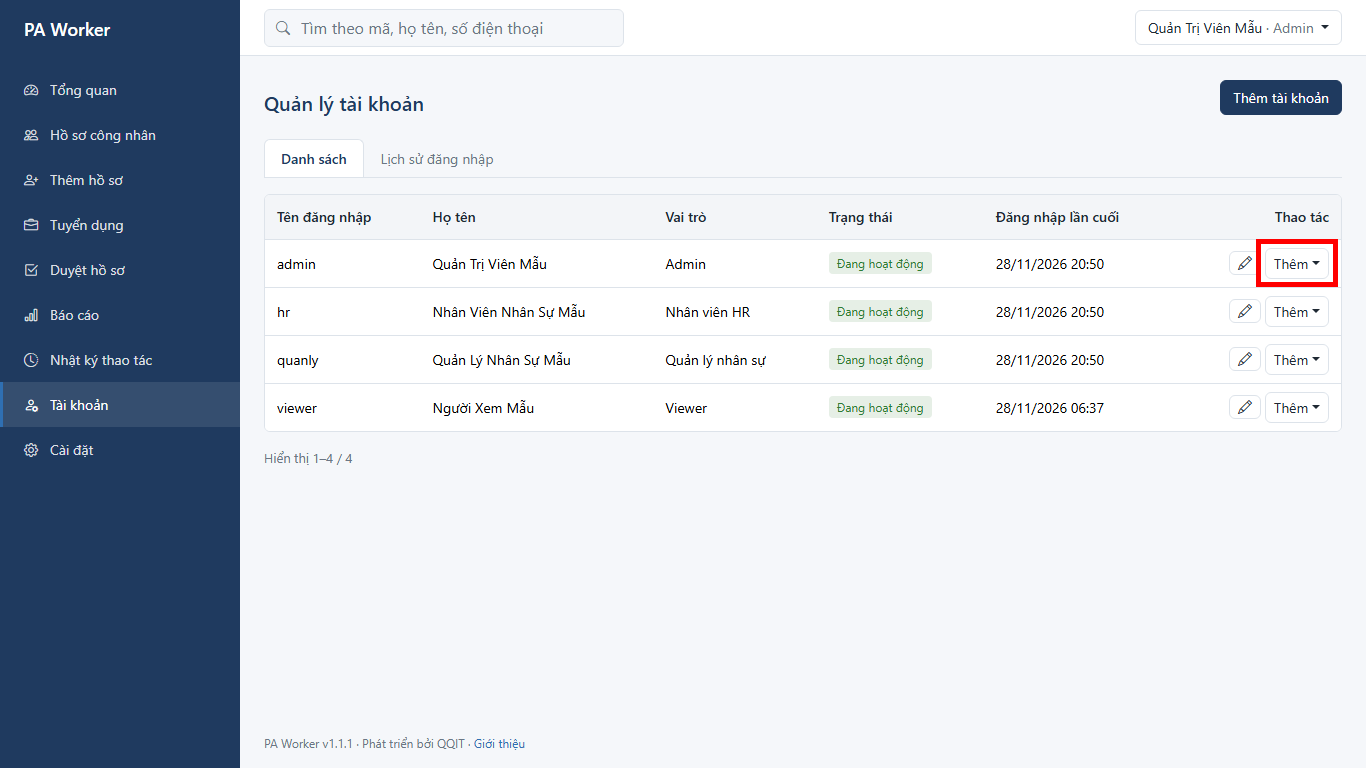 PA Worker
Tìm theo mã, họ tên, số điện thoại
Quản Trị Viên Mẫu · Admin
Tổng quan
Hồ sơ công nhân
Thêm hồ sơ
Tuyển dụng
Duyệt hồ sơ
Báo cáo
Nhật ký thao tác
Tài khoản
Cài đặt
Quản lý tài khoản
Thêm tài khoản
Danh sách Lịch sử đăng nhập
Tên đăng nhập Họ tên Vai trò Trạng thái Đăng nhập lần cuối Thao tác
admin Quản Trị Viên Mẫu Admin Đang hoạt động 28/11/2026 20:50 Thêm
hr Nhân Viên Nhân Sự Mẫu Nhân viên HR Đang hoạt động 28/11/2026 20:50 Thêm
quanly Quản Lý Nhân Sự Mẫu Quản lý nhân sự Đang hoạt động 28/11/2026 20:50 Thêm
viewer Người Xem Mẫu Viewer Đang hoạt động 28/11/2026 06:37 Thêm
Hiển thị 1–4 / 4
PA Worker v1.1.1 · Phát triển bởi QQIT · Giới thiệu